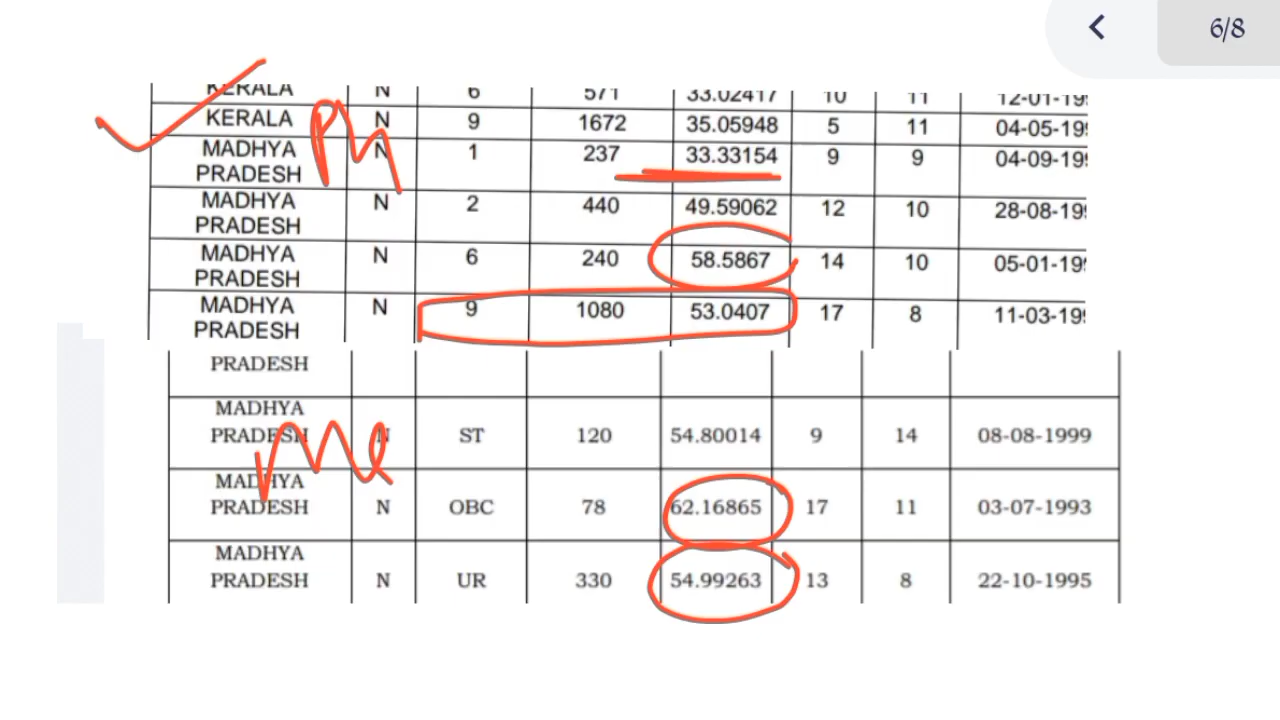 6/8
KERALA N 6 571 33.02417 10 11 12-01-19
KERALA N 9 1672 35.05948 5 11 04-05-19
MADHYA
PRADESH N 1 237 33.33154 9 9 04-09-19
MADHYA
PRADESH N 2 440 49.59062 12 10 28-08-19
MADHYA
PRADESH N 6 240 58.5867 14 10 05-01-19
MADHYA
PRADESH N 9 1080 53.0407 17 8 11-03-19
PRADESH
MADHYA
PRADESH N ST 120 54.80014 9 14 08-08-1999
MADHYA
PRADESH N OBC 78 62.16865 17 11 03-07-1993
MADHYA
PRADESH N UR 330 54.99263 13 8 22-10-1995
Me